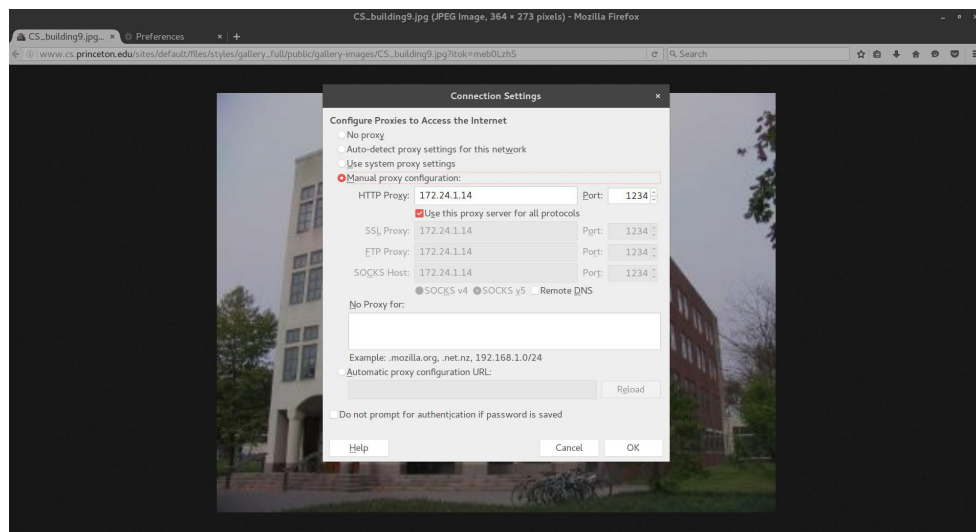 CS_building9.jpg (JPEG Image, 364 × 273 pixels) - Mozilla Firefox
CS_building9.jpg... × Preferences × +
www.cs.princeton.edu/sites/default/files/styles/gallery_full/public/gallery-images/CS_building9.jpg?itok=meb0LzhS Search
Connection Settings ×
Configure Proxies to Access the Internet
No proxy
Auto-detect proxy settings for this network
Use system proxy settings
Manual proxy configuration:
HTTP Proxy: 172.24.1.14 Port: 1234
Use this proxy server for all protocols
SSL Proxy: 172.24.1.14 Port: 1234
FTP Proxy: 172.24.1.14 Port: 1234
SOCKS Host: 172.24.1.14 Port: 1234
SOCKS v4 SOCKS v5 Remote DNS
No Proxy for:
Example: .mozilla.org, .net.nz, 192.168.1.0/24
Automatic proxy configuration URL:
Reload
Do not prompt for authentication if password is saved
Help Cancel OK